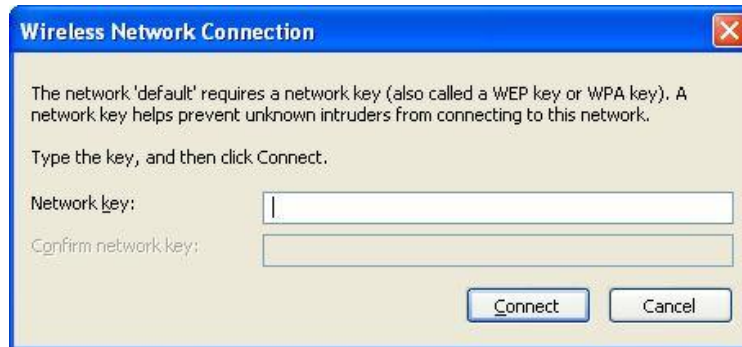 Wireless Network Connection
The network 'default' requires a network key (also called a WEP key or WPA key). A
network key helps prevent unknown intruders from connecting to this network.
Type the key, and then click Connect.
Network key:
Confirm network key:
Connect Cancel